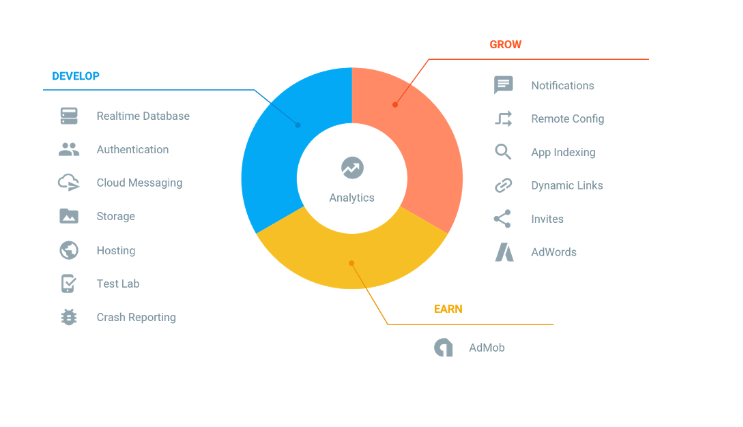 DEVELOP
Realtime Database
Authentication
Cloud Messaging
Storage
Hosting
Test Lab
Crash Reporting
Analytics
GROW
Notifications
Remote Config
App Indexing
Dynamic Links
Invites
AdWords
EARN
AdMob